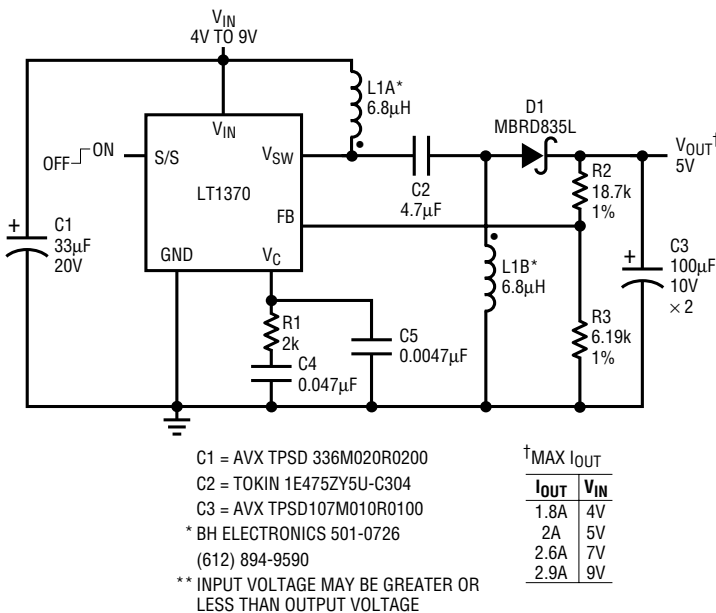 VIN
4V TO 9V
L1A*
6.8µH
D1
MBRD835L
VIN
OFF ON
S/S
VSW
VOUT†
5V
LT1370
C2
4.7µF
R2
18.7k
1%
FB
+
C1
33µF
20V
GND
VC
L1B*
6.8µH
+
C3
100µF
10V
× 2
R1
2k
C4
0.047µF
C5
0.0047µF
R3
6.19k
1%
C1 = AVX TPSD 336M020R0200
C2 = TOKIN 1E475ZY5U-C304
C3 = AVX TPSD107M010R0100
* BH ELECTRONICS 501-0726
(612) 894-9590
** INPUT VOLTAGE MAY BE GREATER OR
LESS THAN OUTPUT VOLTAGE
†MAX IOUT
IOUT VIN
1.8A 4V
2A 5V
2.6A 7V
2.9A 9V